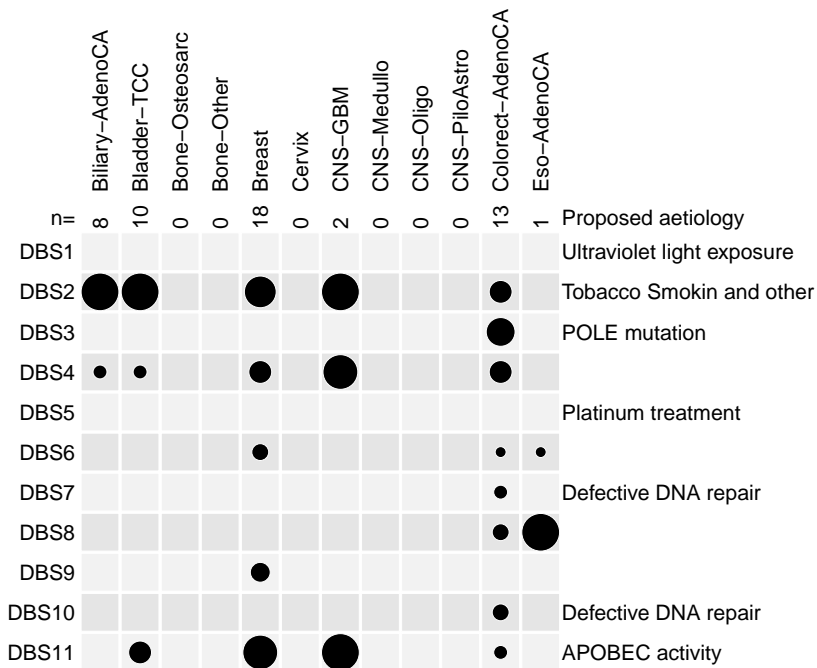 Biliary−AdenoCA
Bladder−TCC
Bone−Osteosarc
Bone−Other
Breast
Cervix
CNS−GBM
CNS−Medullo
CNS−Oligo
CNS−PiloAstro
Colorect−AdenoCA
Eso−AdenoCA
n= 8 10 0 0 18 0 2 0 0 0 13 1 Proposed aetiology
DBS1 Ultraviolet light exposure
DBS2 Tobacco Smokin and other
DBS3 POLE mutation
DBS4
DBS5 Platinum treatment
DBS6
DBS7 Defective DNA repair
DBS8
DBS9
DBS10 Defective DNA repair
DBS11 APOBEC activity